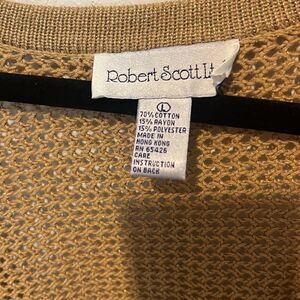 Robert Scott Lt
L
70% COTTON
15% RAYON
15% POLYESTER
MADE IN
HONG KONG
RN 65426
CARE
INSTRUCTION
ON BACK